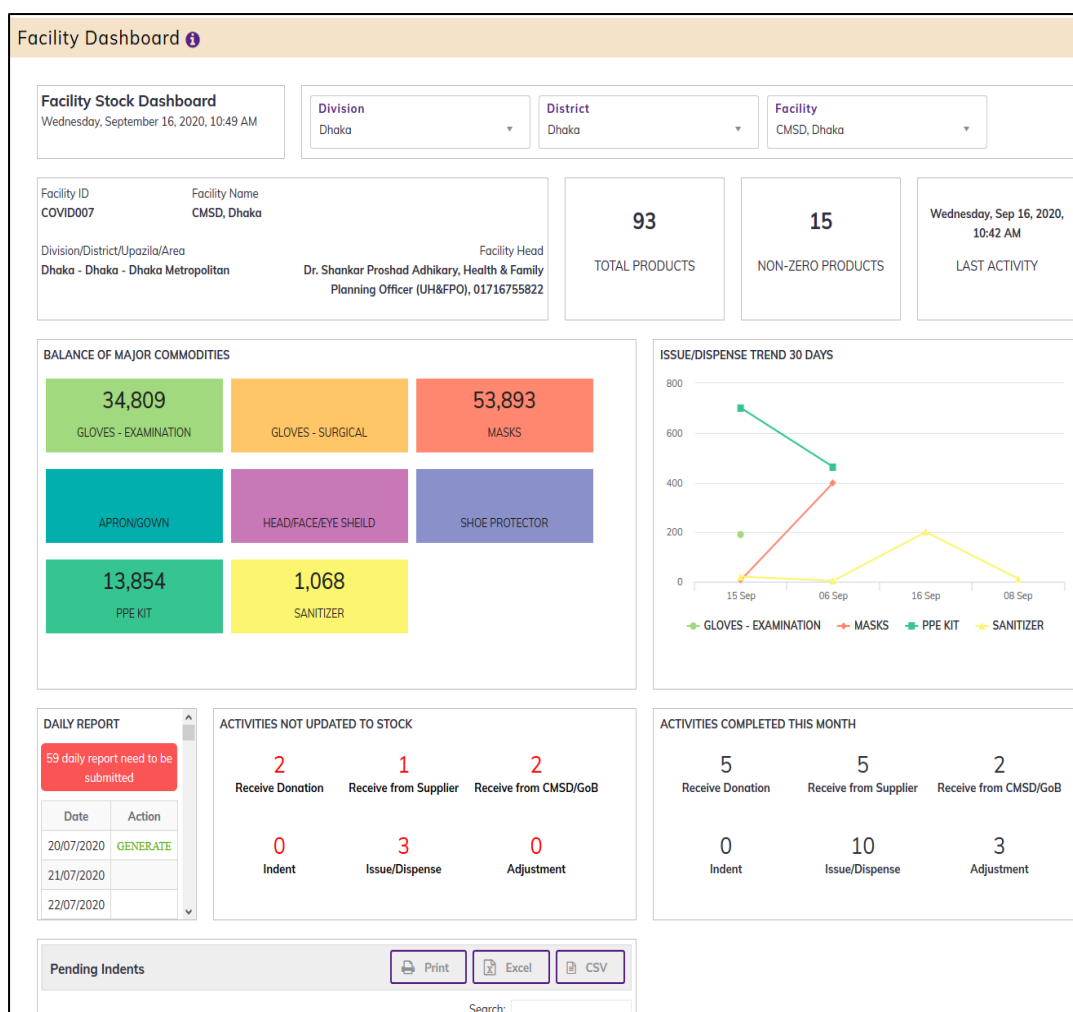 Facility Dashboard
Facility Stock Dashboard
Wednesday, September 16, 2020, 10:49 AM
Division
Dhaka
District
Dhaka
Facility
CMSD, Dhaka
Facility ID
Facility Name
COVID007
CMSD, Dhaka
Division/District/Upazila/Area
Facility Head
Dhaka - Dhaka - Dhaka Metropolitan
Dr. Shankar Proshad Adhikary, Health & Family
Planning Officer (UH&FPO), 01716755822
93
TOTAL PRODUCTS
15
NON-ZERO PRODUCTS
Wednesday, Sep 16, 2020,
10:42 AM
LAST ACTIVITY
BALANCE OF MAJOR COMMODITIES
34,809
GLOVES - EXAMINATION
GLOVES - SURGICAL
53,893
MASKS
APRON/GOWN
HEAD/FACE/EYE SHEILD
SHOE PROTECTOR
13,854
PPE KIT
1,068
SANITIZER
ISSUE/DISPENSE TREND 30 DAYS
800
600
400
200
0
15 Sep
06 Sep
16 Sep
08 Sep
GLOVES - EXAMINATION
MASKS
PPE KIT
SANITIZER
DAILY REPORT
59 daily report need to be
submitted
Date
Action
20/07/2020
GENERATE
21/07/2020
22/07/2020
ACTIVITIES NOT UPDATED TO STOCK
2
Receive Donation
1
Receive from Supplier
2
Receive from CMSD/GoB
0
Indent
3
Issue/Dispense
0
Adjustment
ACTIVITIES COMPLETED THIS MONTH
5
Receive Donation
5
Receive from Supplier
2
Receive from CMSD/GoB
0
Indent
10
Issue/Dispense
3
Adjustment
Pending Indents
Print
Excel
CSV
Search: